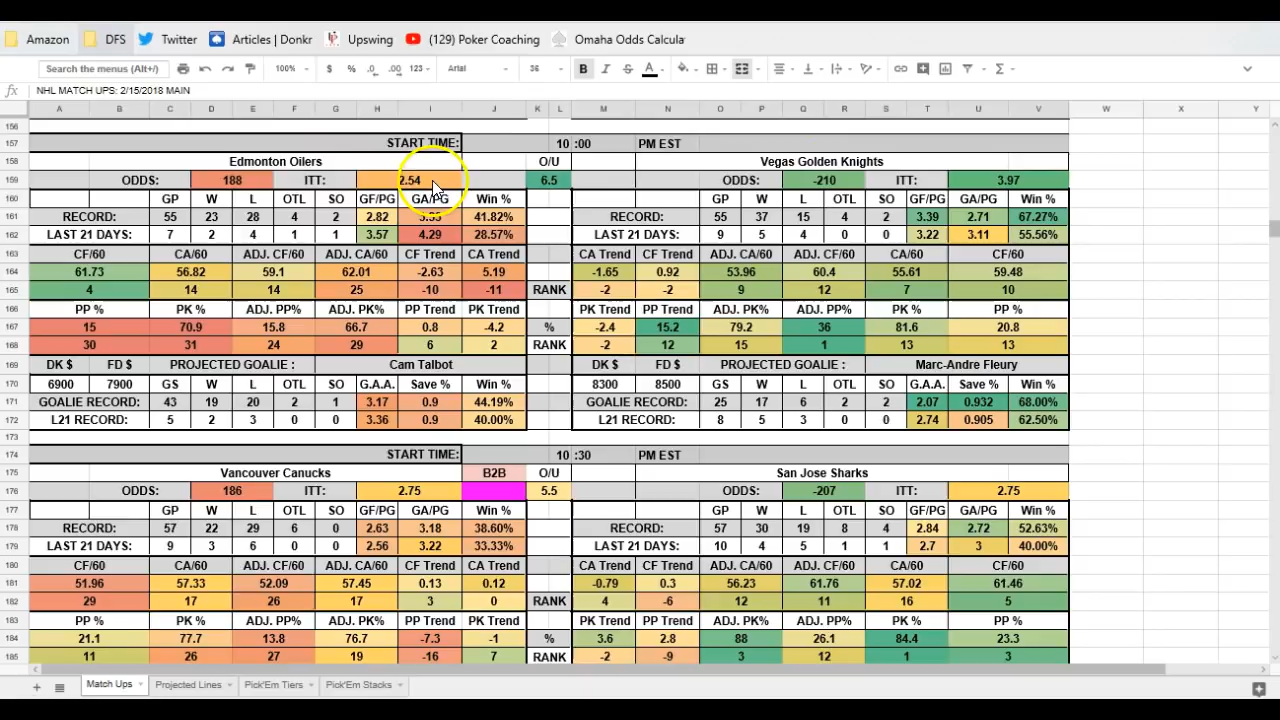 Amazon DFS Twitter Articles | Donkr Upswing (129) Poker Coaching Omaha Odds Calcula
Search the menus (Alt+/) 100% $ % .0 .00 123 Arial 36 B I S A Σ
fx NHL MATCH UPS: 2/15/2018 MAIN
A B C D E F G H I J K L M N O P Q R S T U V W X Y
156
157 START TIME: 10 :00 PM EST
158 Edmonton Oilers O/U Vegas Golden Knights
159 ODDS: 188 ITT: 2.54 6.5 ODDS: -210 ITT: 3.97
160 GP W L OTL SO GF/PG GA/PG Win % GP W L OTL SO GF/PG GA/PG Win %
161 RECORD: 55 23 28 4 2 2.82 41.82% RECORD: 55 37 15 4 2 3.39 2.71 67.27%
162 LAST 21 DAYS: 7 2 4 1 1 3.57 4.29 28.57% LAST 21 DAYS: 9 5 4 0 0 3.22 3.11 55.56%
163 CF/60 CA/60 ADJ. CF/60 ADJ. CA/60 CF Trend CA Trend CA Trend CF Trend ADJ. CA/60 ADJ. CF/60 CA/60 CF/60
164 61.73 56.82 59.1 62.01 -2.63 5.19 -1.65 0.92 53.96 60.4 55.61 59.48
165 4 14 14 25 -10 -11 RANK -2 -2 9 12 7 10
166 PP % PK % ADJ. PP% ADJ. PK% PP Trend PK Trend PK Trend PP Trend ADJ. PK% ADJ. PP% PK % PP %
167 15 70.9 15.8 66.7 0.8 -4.2 % -2.4 15.2 79.2 36 81.6 20.8
168 30 31 24 29 6 2 RANK -2 12 15 1 13 13
169 DK $ FD $ PROJECTED GOALIE : Cam Talbot DK $ FD $ PROJECTED GOALIE : Marc-Andre Fleury
170 6900 7900 GS W L OTL SO G.A.A. Save % Win % 8300 8500 GS W L OTL SO G.A.A. Save % Win %
171 GOALIE RECORD: 43 19 20 2 1 3.17 0.9 44.19% GOALIE RECORD: 25 17 6 2 2 2.07 0.932 68.00%
172 L21 RECORD: 5 2 3 0 0 3.36 0.9 40.00% L21 RECORD: 8 5 3 0 0 2.74 0.905 62.50%
173
174 START TIME: 10 :30 PM EST
175 Vancouver Canucks B2B O/U San Jose Sharks
176 ODDS: 186 ITT: 2.75 5.5 ODDS: -207 ITT: 2.75
177 GP W L OTL SO GF/PG GA/PG Win % GP W L OTL SO GF/PG GA/PG Win %
178 RECORD: 57 22 29 6 0 2.63 3.18 38.60% RECORD: 57 30 19 8 4 2.84 2.72 52.63%
179 LAST 21 DAYS: 9 3 6 0 0 2.56 3.22 33.33% LAST 21 DAYS: 10 4 5 1 1 2.7 3 40.00%
180 CF/60 CA/60 ADJ. CF/60 ADJ. CA/60 CF Trend CA Trend CA Trend CF Trend ADJ. CA/60 ADJ. CF/60 CA/60 CF/60
181 51.96 57.33 52.09 57.45 0.13 0.12 -0.79 0.3 56.23 61.76 57.02 61.46
182 29 17 26 17 3 0 RANK 4 -6 12 11 16 5
183 PP % PK % ADJ. PP% ADJ. PK% PP Trend PK Trend PK Trend PP Trend ADJ. PK% ADJ. PP% PK % PP %
184 21.1 77.7 13.8 76.7 -7.3 -1 % 3.6 2.8 88 26.1 84.4 23.3
185 11 26 27 19 -16 7 RANK -2 -9 3 12 1 3
Match Ups Projected Lines Pick'Em Tiers Pick'Em Stacks